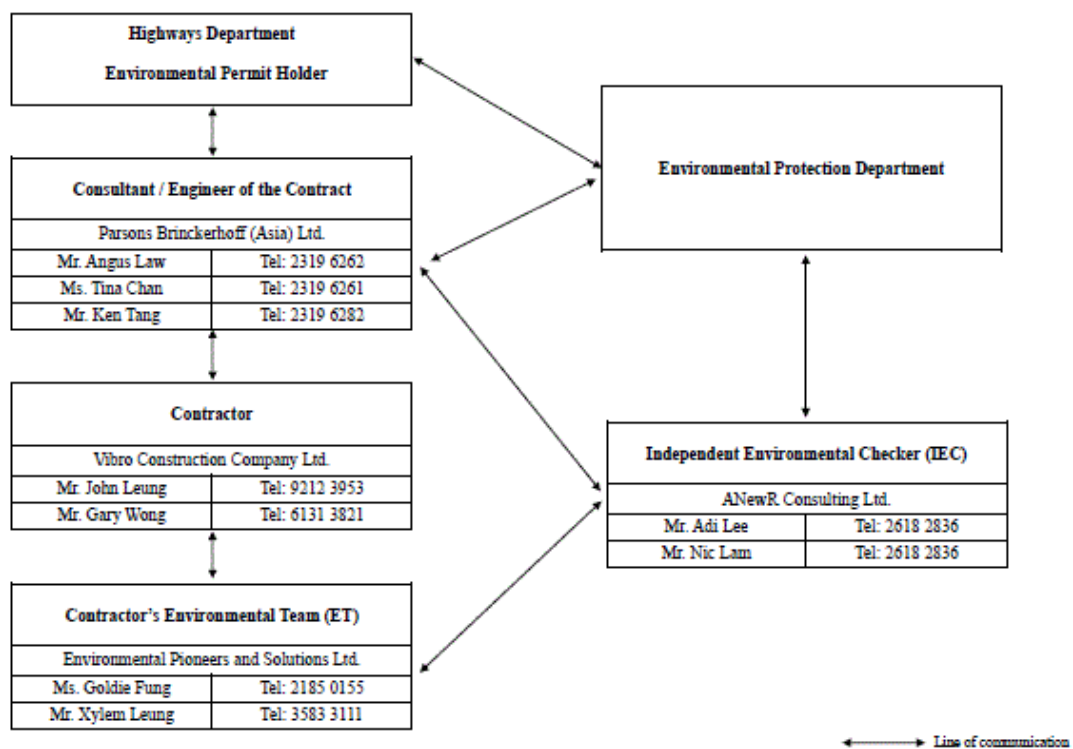 Highways Department
Environmental Permit Holder
Consultant / Engineer of the Contract
Parsons Brinckerhoff (Asia) Ltd.
Mr. Angus Law Tel: 2319 6262
Ms. Tina Chan Tel: 2319 6261
Mr. Ken Tang Tel: 2319 6282
Contractor
Vibro Construction Company Ltd.
Mr. John Leung Tel: 9212 3953
Mr. Gary Wong Tel: 6131 3821
Contractor's Environmental Team (ET)
Environmental Pioneers and Solutions Ltd.
Ms. Goldie Fung Tel: 2185 0155
Mr. Xylem Leung Tel: 3583 3111
Environmental Protection Department
Independent Environmental Checker (IEC)
ANewR Consulting Ltd.
Mr. Adi Lee Tel: 2618 2836
Mr. Nic Lam Tel: 2618 2836
Line of communication